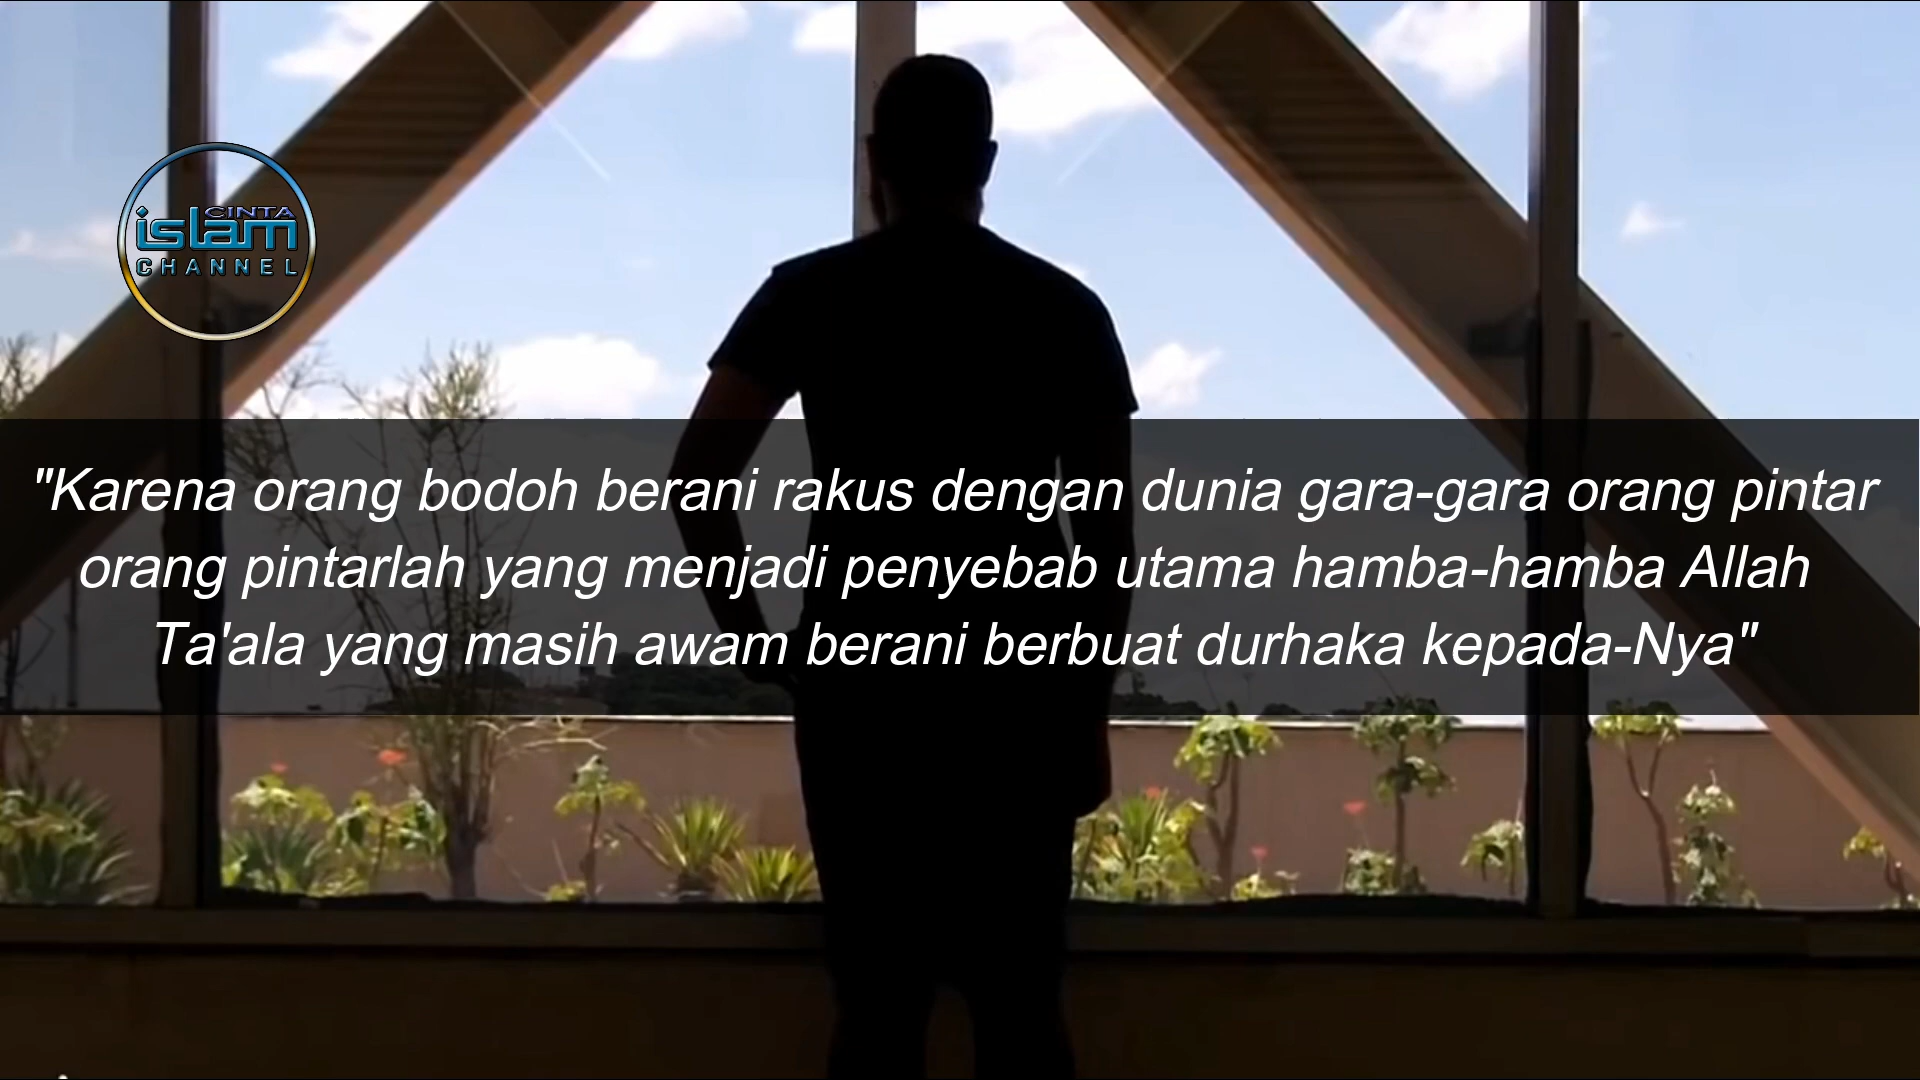 CINTA
islam
CHANNEL
"Karena orang bodoh berani rakus dengan dunia gara-gara orang pintar
orang pintarlah yang menjadi penyebab utama hamba-hamba Allah
Ta'ala yang masih awam berani berbuat durhaka kepada-Nya"